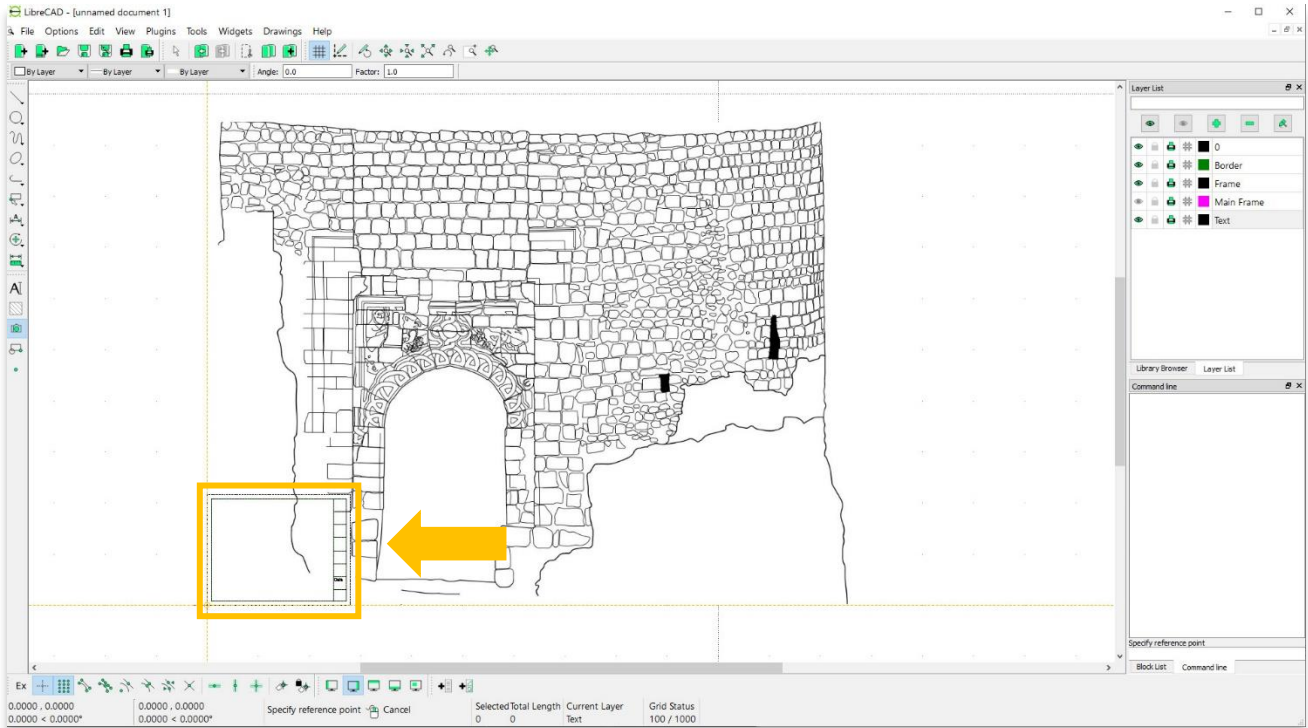 LibreCAD - [unnamed document 1]
File Options Edit View Plugins Tools Widgets Drawings Help
By Layer By Layer By Layer Angle: 0.0 Factor: 1.0
Layer List
0
Border
Frame
Main Frame
Text
Library Browser Layer List
Command line
Specify reference point
Block List Command line
Ex
0.0000 , 0.0000 0.0000 , 0.0000 Specify reference point Cancel Selected Total Length Current Layer Grid Status
0.0000 < 0.0000° 0.0000 < 0.0000° 0 0 Text 100 / 1000